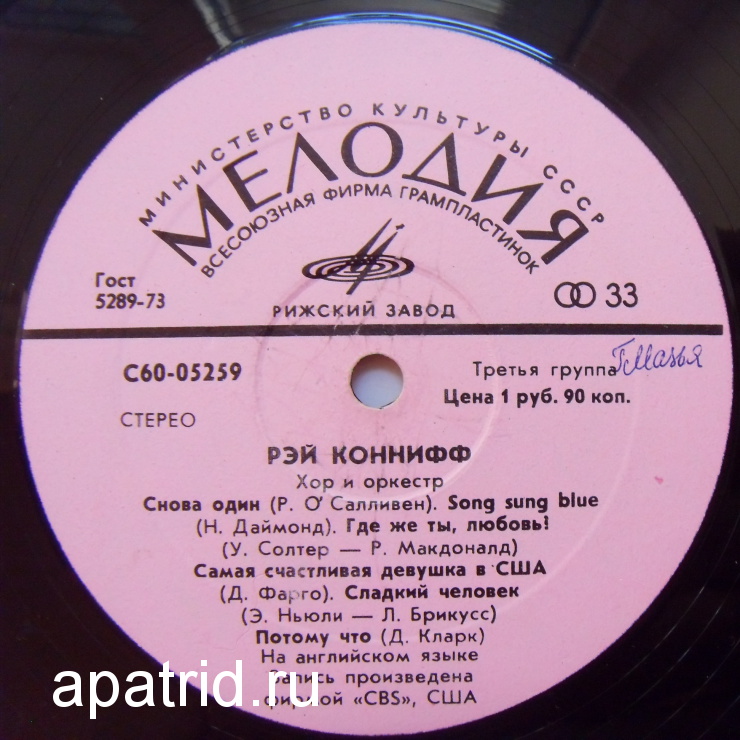 МИНИСТЕРСТВО КУЛЬТУРЫ СССР
МЕЛОДИЯ
ВСЕСОЮЗНАЯ ФИРМА ГРАМПЛАСТИНОК
Гост
5289-73
33
РИЖСКИЙ ЗАВОД
С60-05259
Третья группа
Цена 1 руб. 90 коп.
СТЕРЕО
РЭЙ КОННИФФ
Хор и оркестр
Снова один (Р. О'Салливен). Song sung blue
(Н. Даймонд). Где же ты, любовь?
(У. Солтер — Р. Макдоналд)
Самая счастливая девушка в США
(Д. Фарго). Сладкий человек
(Э. Ньюли — Л. Брикусс)
Потому что (Д. Кларк)
На английском языке
Запись произведена
фирмой «CBS», США
apatrid.ru